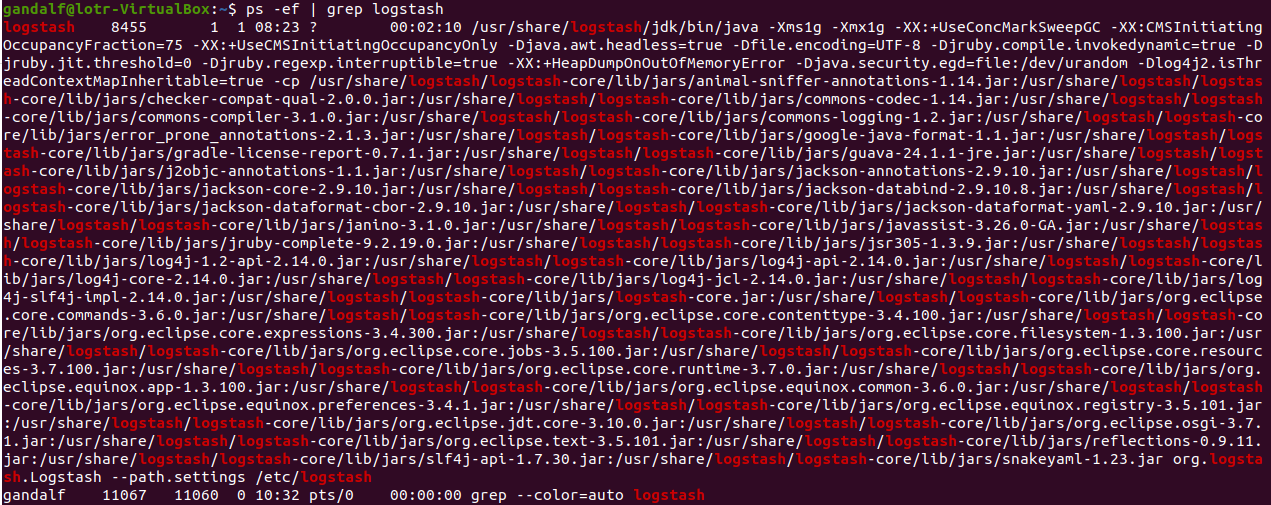 gandalf@lotr-VirtualBox:~$ ps -ef | grep logstash
logstash    8455       1  1 08:23 ?        00:02:10 /usr/share/logstash/jdk/bin/java -Xms1g -Xmx1g -XX:+UseConcMarkSweepGC -XX:CMSInitiating
OccupancyFraction=75 -XX:+UseCMSInitiatingOccupancyOnly -Djava.awt.headless=true -Dfile.encoding=UTF-8 -Djruby.compile.invokedynamic=true -D
jruby.jit.threshold=0 -Djruby.regexp.interruptible=true -XX:+HeapDumpOnOutOfMemoryError -Djava.security.egd=file:/dev/urandom -Dlog4j2.isThr
eadContextMapInheritable=true -cp /usr/share/logstash/logstash-core/lib/jars/animal-sniffer-annotations-1.14.jar:/usr/share/logstash/logstas
h-core/lib/jars/checker-compat-qual-2.0.0.jar:/usr/share/logstash/logstash-core/lib/jars/commons-codec-1.14.jar:/usr/share/logstash/logstash
-core/lib/jars/commons-compiler-3.1.0.jar:/usr/share/logstash/logstash-core/lib/jars/commons-logging-1.2.jar:/usr/share/logstash/logstash-co
re/lib/jars/error_prone_annotations-2.1.3.jar:/usr/share/logstash/logstash-core/lib/jars/google-java-format-1.1.jar:/usr/share/logstash/logs
tash-core/lib/jars/gradle-license-report-0.7.1.jar:/usr/share/logstash/logstash-core/lib/jars/guava-24.1.1-jre.jar:/usr/share/logstash/logst
ash-core/lib/jars/j2objc-annotations-1.1.jar:/usr/share/logstash/logstash-core/lib/jars/jackson-annotations-2.9.10.jar:/usr/share/logstash/l
ogstash-core/lib/jars/jackson-core-2.9.10.jar:/usr/share/logstash/logstash-core/lib/jars/jackson-databind-2.9.10.8.jar:/usr/share/logstash/l
ogstash-core/lib/jars/jackson-dataformat-cbor-2.9.10.jar:/usr/share/logstash/logstash-core/lib/jars/jackson-dataformat-yaml-2.9.10.jar:/usr/
share/logstash/logstash-core/lib/jars/janino-3.1.0.jar:/usr/share/logstash/logstash-core/lib/jars/javassist-3.26.0-GA.jar:/usr/share/logstas
h/logstash-core/lib/jars/jruby-complete-9.2.19.0.jar:/usr/share/logstash/logstash-core/lib/jars/jsr305-1.3.9.jar:/usr/share/logstash/logstas
h-core/lib/jars/log4j-1.2-api-2.14.0.jar:/usr/share/logstash/logstash-core/lib/jars/log4j-api-2.14.0.jar:/usr/share/logstash/logstash-core/l
ib/jars/log4j-core-2.14.0.jar:/usr/share/logstash/logstash-core/lib/jars/log4j-jcl-2.14.0.jar:/usr/share/logstash/logstash-core/lib/jars/log
4j-slf4j-impl-2.14.0.jar:/usr/share/logstash/logstash-core/lib/jars/logstash-core.jar:/usr/share/logstash/logstash-core/lib/jars/org.eclipse
.core.commands-3.6.0.jar:/usr/share/logstash/logstash-core/lib/jars/org.eclipse.core.contenttype-3.4.100.jar:/usr/share/logstash/logstash-co
re/lib/jars/org.eclipse.core.expressions-3.4.300.jar:/usr/share/logstash/logstash-core/lib/jars/org.eclipse.core.filesystem-1.3.100.jar:/usr
/share/logstash/logstash-core/lib/jars/org.eclipse.core.jobs-3.5.100.jar:/usr/share/logstash/logstash-core/lib/jars/org.eclipse.core.resourc
es-3.7.100.jar:/usr/share/logstash/logstash-core/lib/jars/org.eclipse.core.runtime-3.7.0.jar:/usr/share/logstash/logstash-core/lib/jars/org.
eclipse.equinox.app-1.3.100.jar:/usr/share/logstash/logstash-core/lib/jars/org.eclipse.equinox.common-3.6.0.jar:/usr/share/logstash/logstash
-core/lib/jars/org.eclipse.equinox.preferences-3.4.1.jar:/usr/share/logstash/logstash-core/lib/jars/org.eclipse.equinox.registry-3.5.101.jar
:/usr/share/logstash/logstash-core/lib/jars/org.eclipse.jdt.core-3.10.0.jar:/usr/share/logstash/logstash-core/lib/jars/org.eclipse.osgi-3.7.
1.jar:/usr/share/logstash/logstash-core/lib/jars/org.eclipse.text-3.5.101.jar:/usr/share/logstash/logstash-core/lib/jars/reflections-0.9.11.
jar:/usr/share/logstash/logstash-core/lib/jars/slf4j-api-1.7.30.jar:/usr/share/logstash/logstash-core/lib/jars/snakeyaml-1.23.jar org.logsta
sh.Logstash --path.settings /etc/logstash
gandalf    11067   11060  0 10:32 pts/0    00:00:00 grep --color=auto logstash